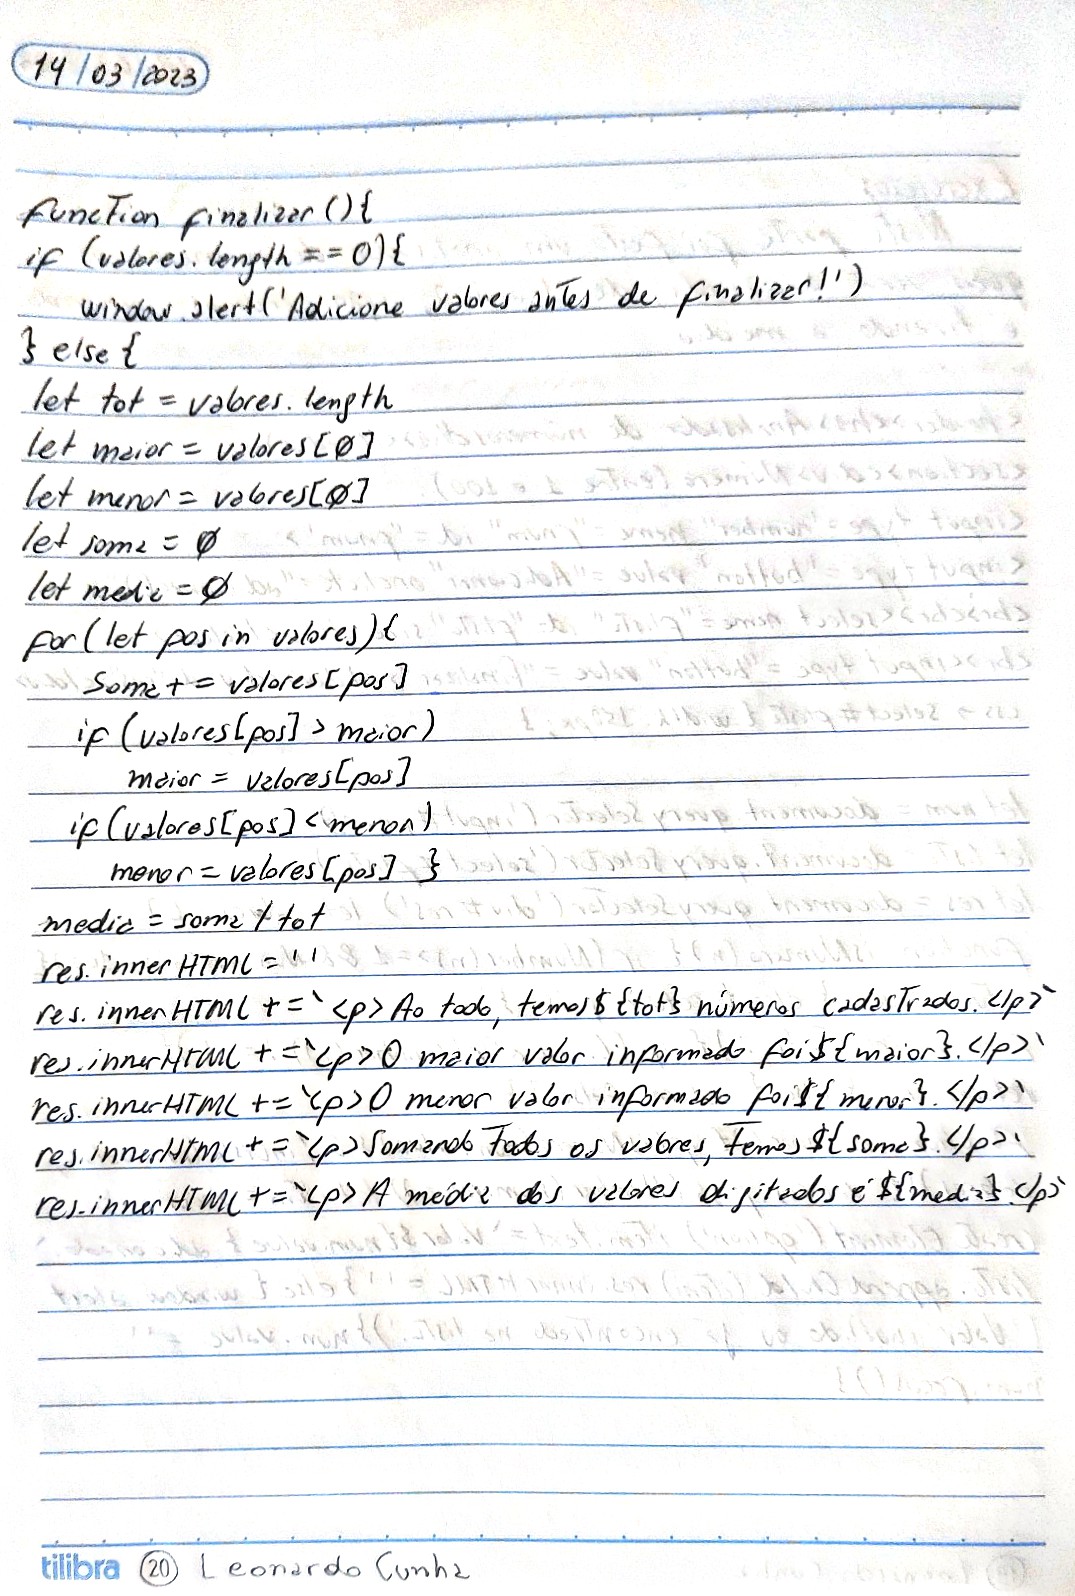 14/03/2023
function finalizar(){
if (valores.length == 0){
window.alert('Adicione valores antes de finalizar!')
} else {
let tot = valores.length
let maior = valores[0]
let menor = valores[0]
let soma = 0
let media = 0
for(let pos in valores){
soma += valores[pos]
if (valores[pos] > maior)
maior = valores[pos]
if(valores[pos] < menor)
menor = valores[pos] }
media = soma / tot
res.innerHTML = ''
res.innerHTML += `<p>Ao todo, temos ${tot} números cadastrados.</p>`
res.innerHTML += `<p>O maior valor informado foi ${maior}.</p>`
res.innerHTML += `<p>O menor valor informado foi ${menor}.</p>`
res.innerHTML += `<p>Somando Todos os valores, Temos ${soma}.</p>`
res.innerHTML += `<p>A média dos valores digitados é ${media}.</p>`
tilibra 20 Leonardo Cunha